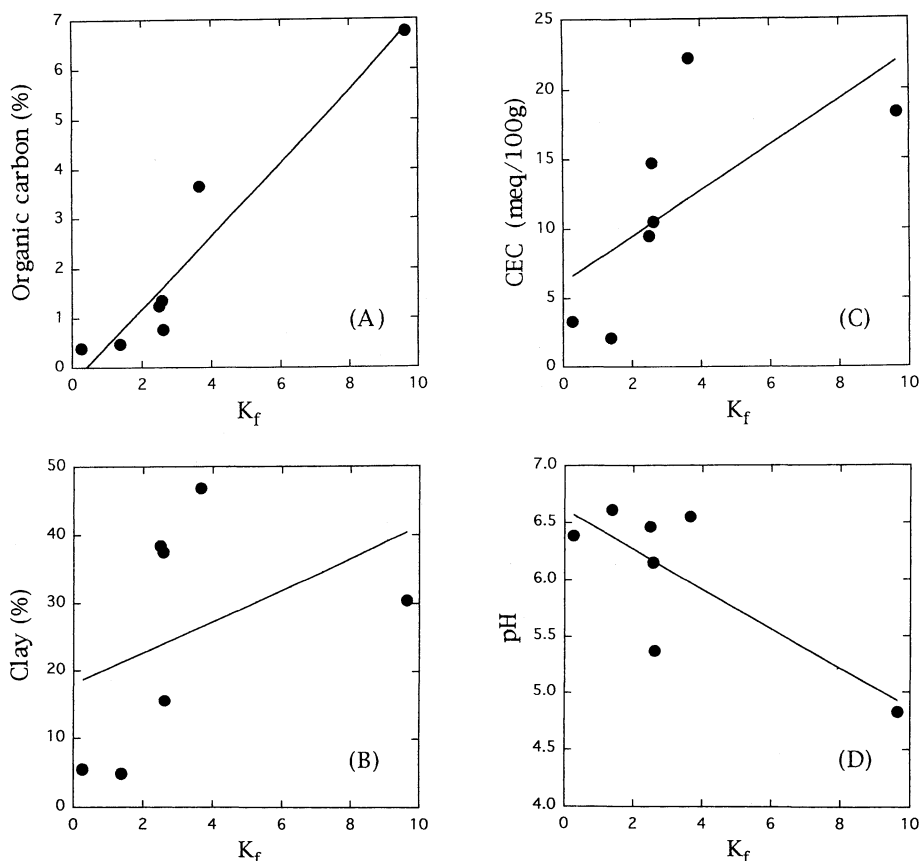 7
6
5
4
3
2
1
0
Organic carbon (%)
(A)
0 2 4 6 8 10
K_f
25
20
15
10
5
0
CEC (meq/100g)
(C)
0 2 4 6 8 10
K_f
50
40
30
20
10
0
Clay (%)
(B)
0 2 4 6 8 10
K_f
7.0
6.5
6.0
5.5
5.0
4.5
4.0
pH
(D)
0 2 4 6 8 10
K_f